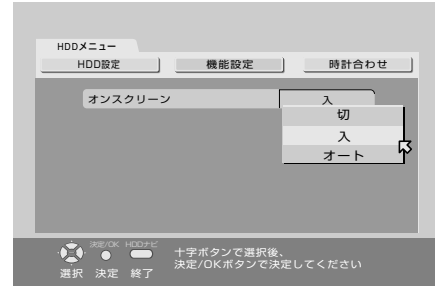 HDDメニュー
HDD設定 機能設定 時計合わせ
オンスクリーン 入
切
入
オート
決定/OK HDDナビ
選択 決定 終了
十字ボタンで選択後、
決定/OKボタンで決定してください